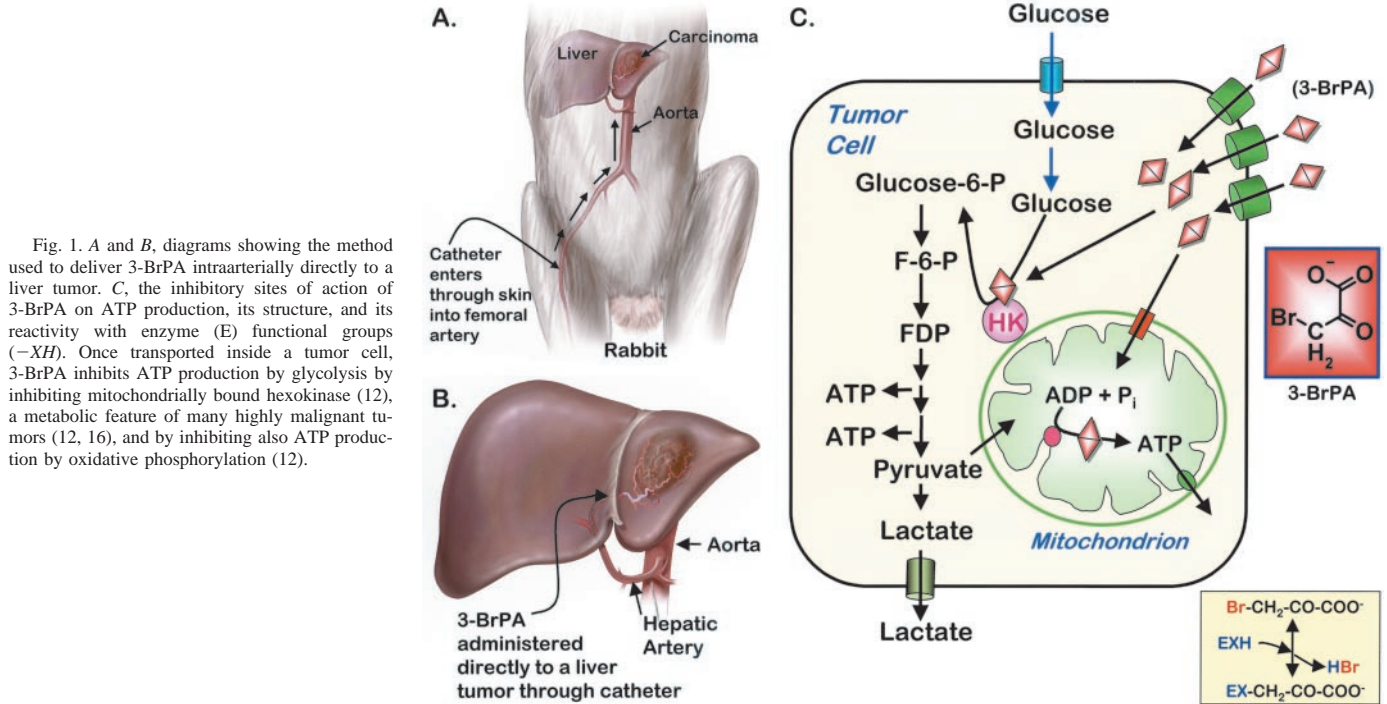 Fig. 1. A and B, diagrams showing the method
used to deliver 3-BrPA intraarterially directly to a
liver tumor. C, the inhibitory sites of action of
3-BrPA on ATP production, its structure, and its
reactivity with enzyme (E) functional groups
(−XH). Once transported inside a tumor cell,
3-BrPA inhibits ATP production by glycolysis by
inhibiting mitochondrially bound hexokinase (12),
a metabolic feature of many highly malignant tu-
mors (12, 16), and by inhibiting also ATP produc-
tion by oxidative phosphorylation (12).
A.
Liver
Carcinoma
Aorta
Catheter
enters
through skin
into femoral
artery
Rabbit
B.
Aorta
Hepatic
Artery
3-BrPA
administered
directly to a liver
tumor through catheter
C.
Glucose
(3-BrPA)
Tumor
Cell
Glucose
Glucose-6-P
Glucose
F-6-P
HK
FDP
ATP
ATP
Pyruvate
ADP + Pi
ATP
Lactate
Mitochondrion
Lactate
O⁻
O
Br
O
C
H₂
3-BrPA
Br-CH₂-CO-COO⁻
EXH
HBr
EX-CH₂-CO-COO⁻